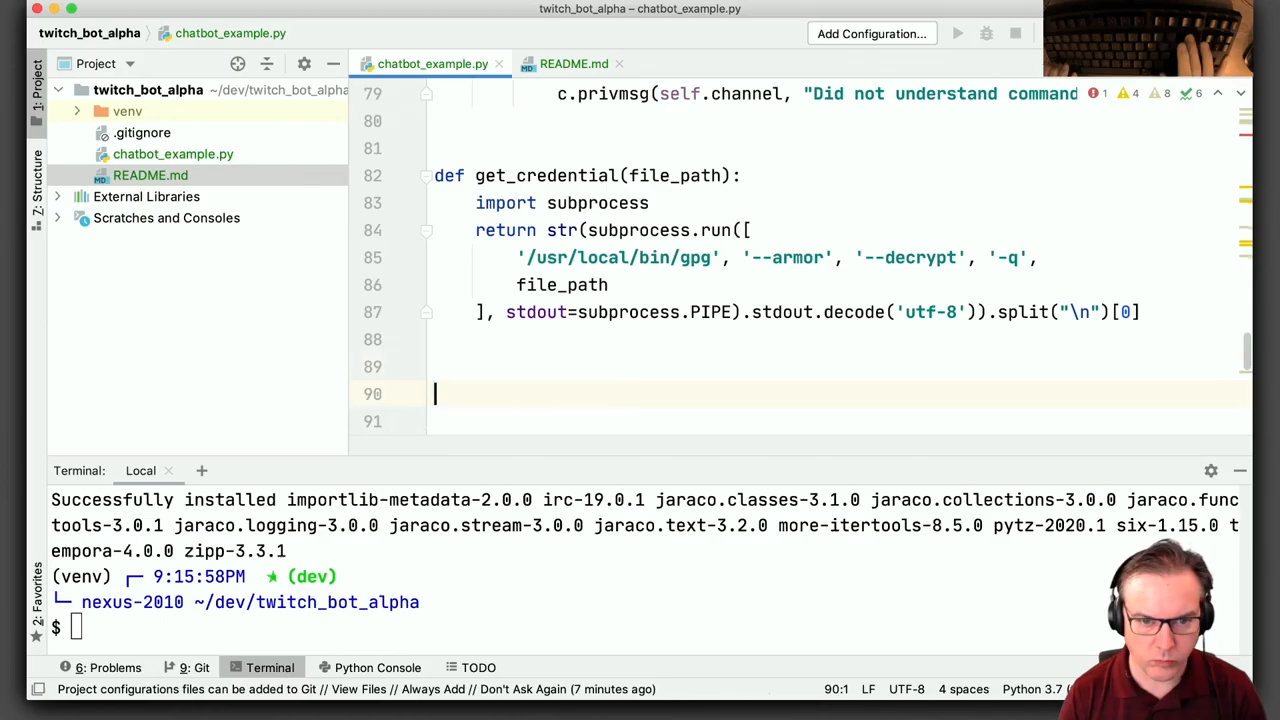 twitch_bot_alpha – chatbot_example.py
twitch_bot_alpha
chatbot_example.py
Add Configuration...
Project
chatbot_example.py
README.md
1: Project
Z: Structure
2: Favorites
twitch_bot_alpha ~/dev/twitch_bot_alpha
venv
.gitignore
chatbot_example.py
README.md
External Libraries
Scratches and Consoles
1 4 8 6
79 c.privmsg(self.channel, "Did not understand command
80
81
82 def get_credential(file_path):
83 import subprocess
84 return str(subprocess.run([
85 '/usr/local/bin/gpg', '--armor', '--decrypt', '-q',
86 file_path
87 ], stdout=subprocess.PIPE).stdout.decode('utf-8')).split("\n")[0]
88
89
90
91
Terminal: Local
Successfully installed importlib-metadata-2.0.0 irc-19.0.1 jaraco.classes-3.1.0 jaraco.collections-3.0.0 jaraco.func
tools-3.0.1 jaraco.logging-3.0.0 jaraco.stream-3.0.0 jaraco.text-3.2.0 more-itertools-8.5.0 pytz-2020.1 six-1.15.0 t
empora-4.0.0 zipp-3.3.1
(venv) ┌─ 9:15:58PM ★ (dev)
└─ nexus-2010 ~/dev/twitch_bot_alpha
$
6: Problems 9: Git Terminal Python Console TODO
Project configurations files can be added to Git // View Files // Always Add // Don't Ask Again (7 minutes ago) 90:1 LF UTF-8 4 spaces Python 3.7